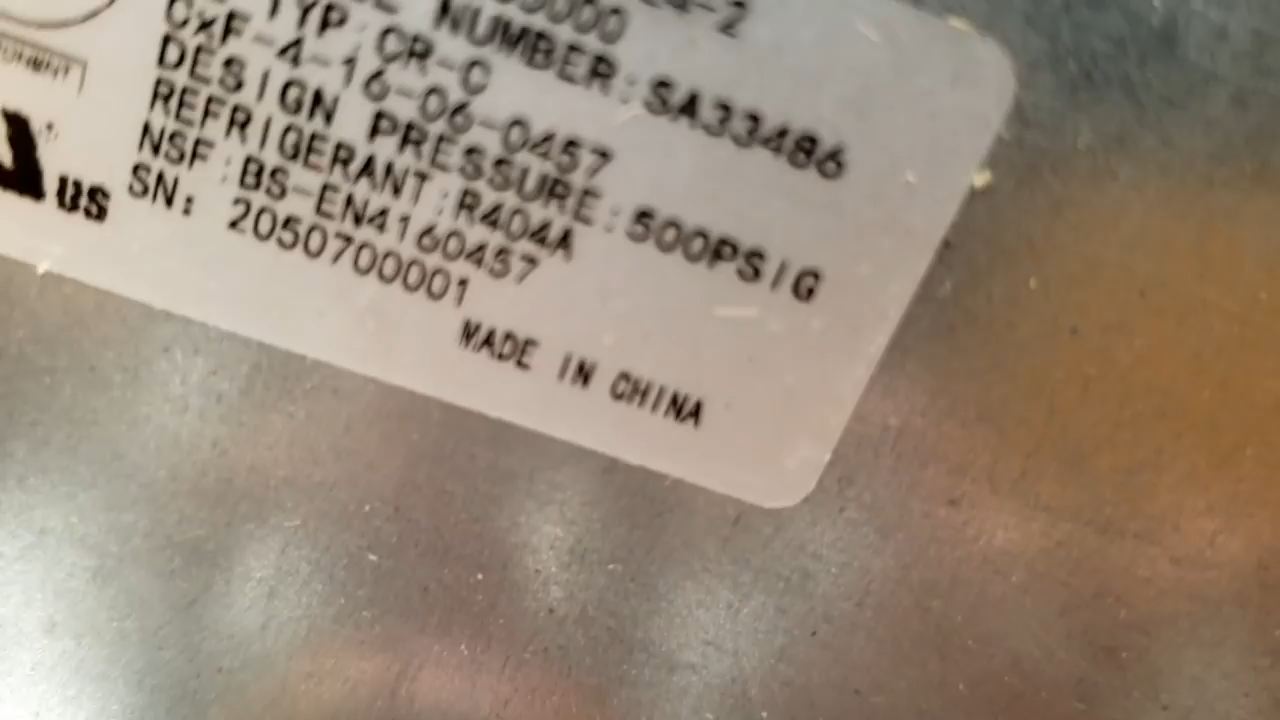 NUMBER:SA33486
TYP:CR-C
CxF-4-16-06-0457
DESIGN PRESSURE:500PSIG
REFRIGERANT:R404A
NSF:BS-EN4160457
SN: 2050700001
MADE IN CHINA
US